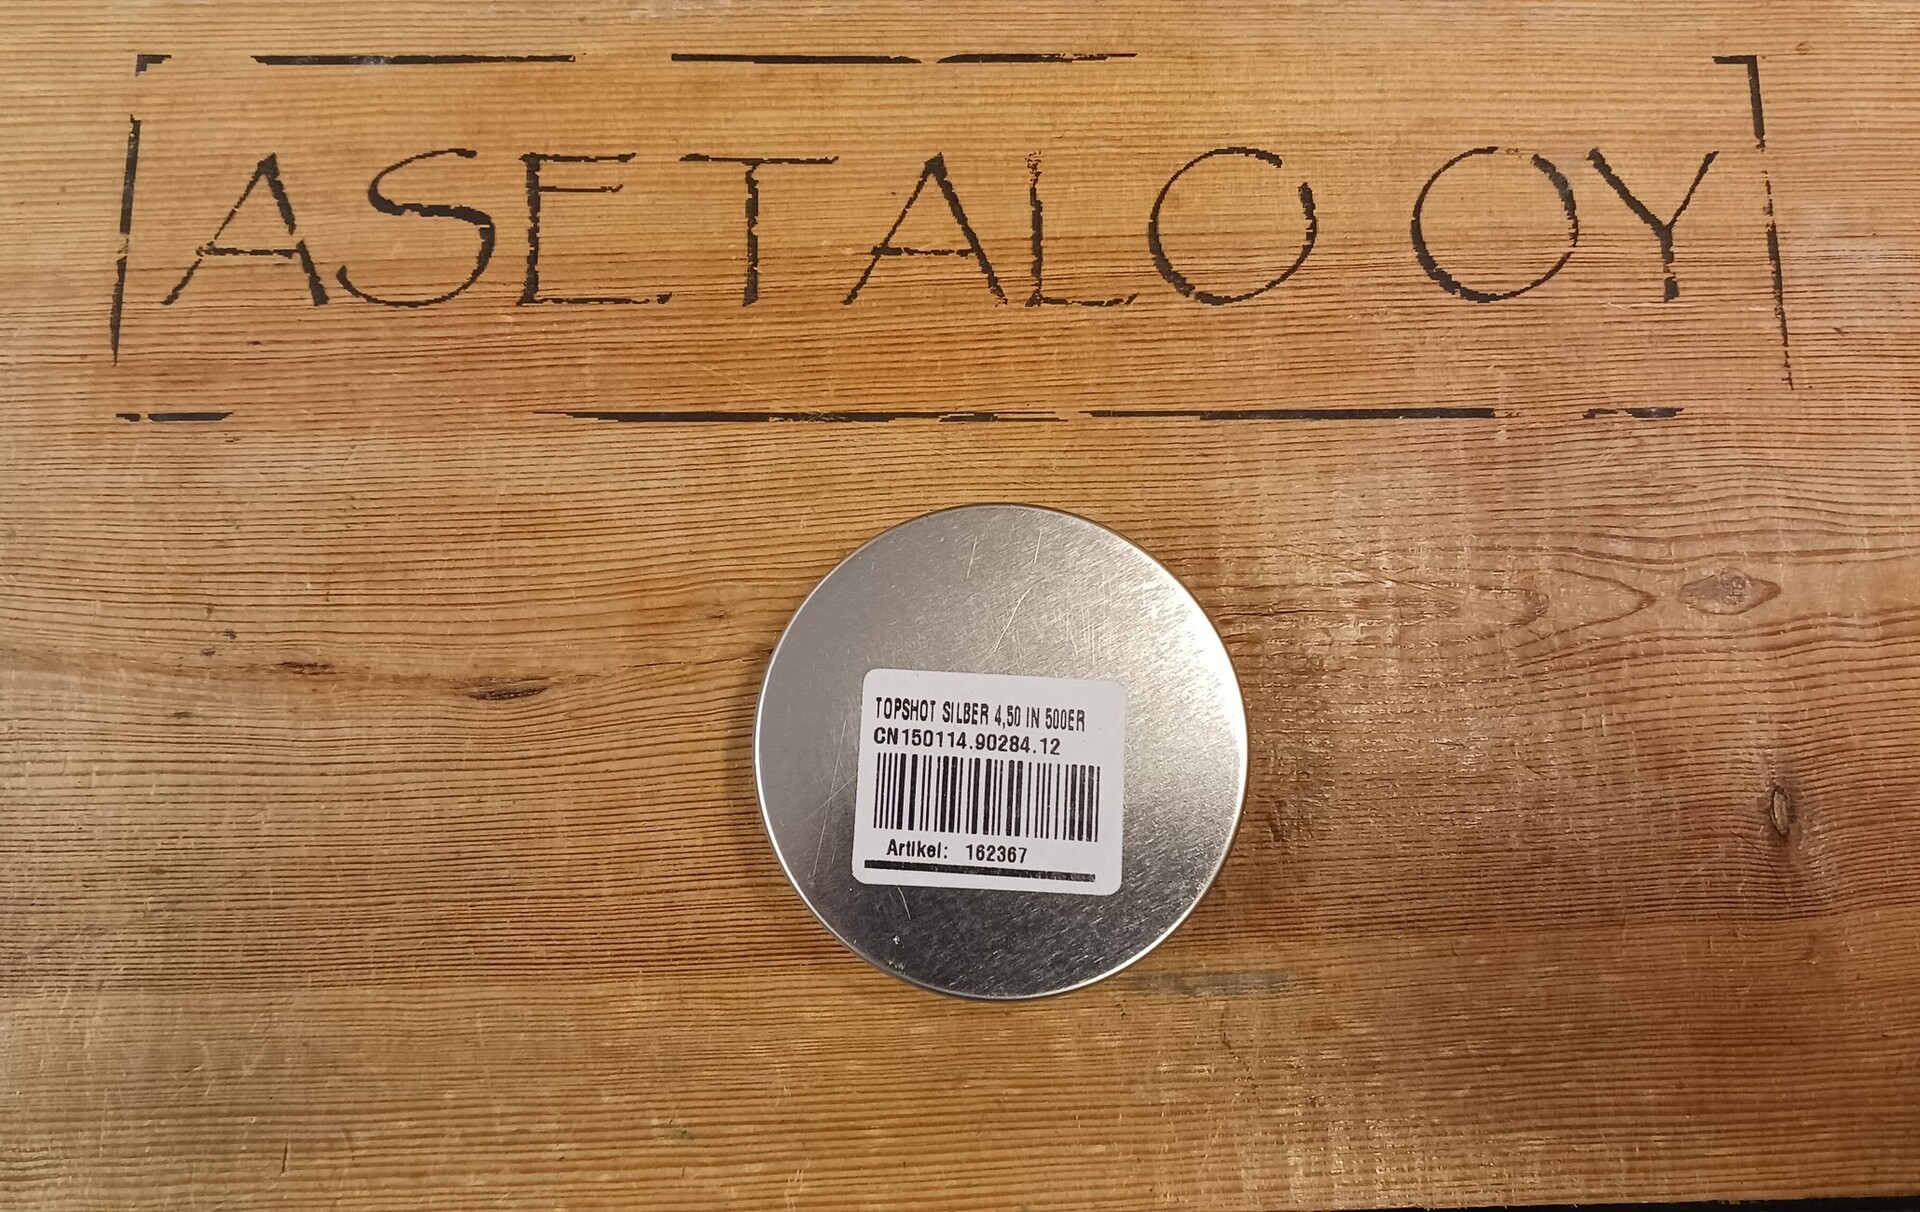 ASETALO OY
TOPSHOT SILBER 4,50 IN 500ER
CN150114.90284.12
Artikel: 162367